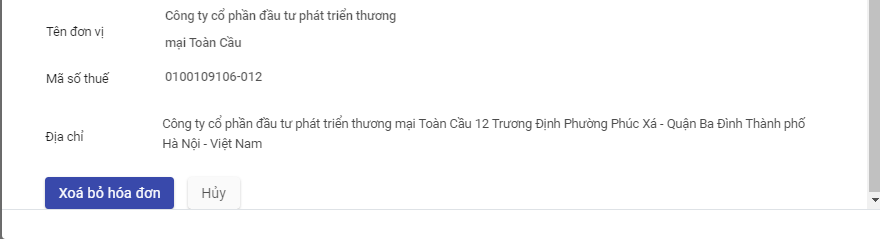 Tên đơn vị
Công ty cổ phần đầu tư phát triển thương
mại Toàn Cầu
Mã số thuế
0100109106-012
Địa chỉ
Công ty cổ phần đầu tư phát triển thương mại Toàn Cầu 12 Trương Định Phường Phúc Xá - Quận Ba Đình Thành phố
Hà Nội - Việt Nam
Xoá bỏ hóa đơn
Hủy